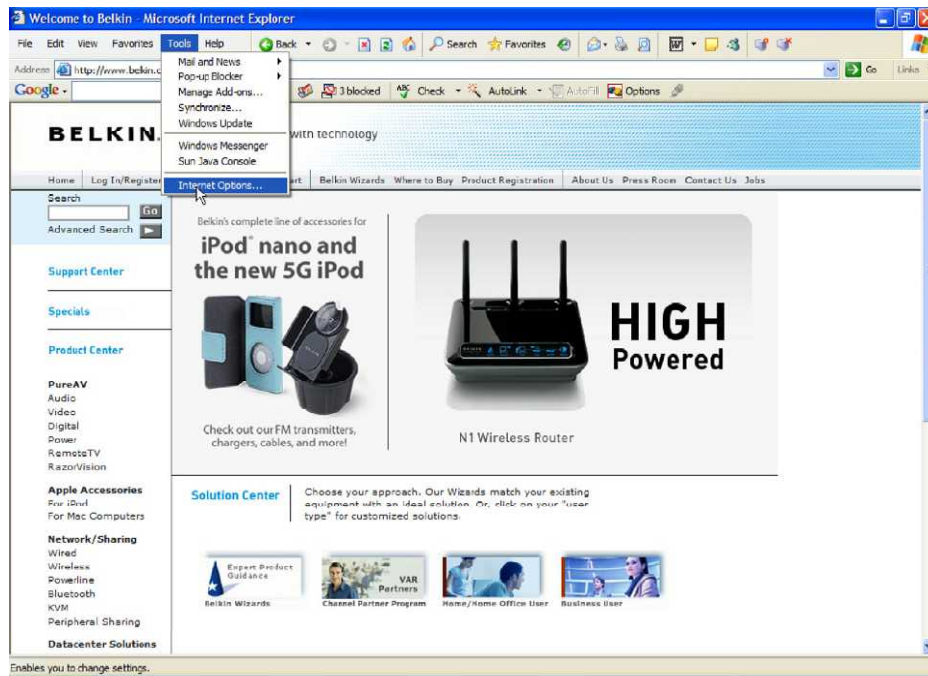 Welcome to Belkin - Microsoft Internet Explorer
File Edit View Favorites Tools Help Back Search Favorites
Address http://www.belkin.c Go Links
Google 3 blocked Check AutoLink AutoFill Options
Mail and News
Pop-up Blocker
Manage Add-ons...
Synchronize...
Windows Update
Windows Messenger
Sun Java Console
Internet Options...
BELKIN. with technology
Home Log In/Register art Belkin Wizards Where to Buy Product Registration About Us Press Room Contact Us Jobs
Search
Go
Advanced Search
Support Center
Specials
Product Center
PureAV
Audio
Video
Digital
Power
RemoteTV
RazorVision
Apple Accessories
For iPod
For Mac Computers
Network/Sharing
Wired
Wireless
Powerline
Bluetooth
KVM
Peripheral Sharing
Datacenter Solutions
Belkin's complete line of accessories for
iPod® nano and
the new 5G iPod
Check out our FM transmitters,
chargers, cables, and more!
HIGH
Powered
N1 Wireless Router
Solution Center
Choose your approach. Our Wizards match your existing
equipment with an ideal solution. Or, click on your "user
type" for customized solutions.
Expert Product
Guidance
VAR
Partners
Belkin Wizards Channel Partner Program Home/Home Office User Business User
Enables you to change settings.